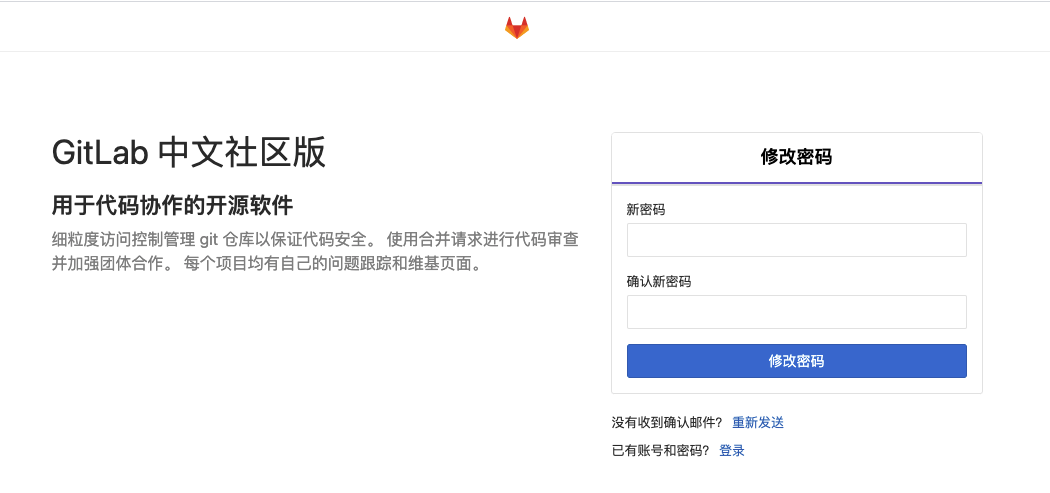 GitLab 中文社区版
用于代码协作的开源软件
细粒度访问控制管理 git 仓库以保证代码安全。 使用合并请求进行代码审查
并加强团体合作。 每个项目均有自己的问题跟踪和维基页面。
修改密码
新密码
确认新密码
修改密码
没有收到确认邮件? 重新发送
已有账号和密码? 登录